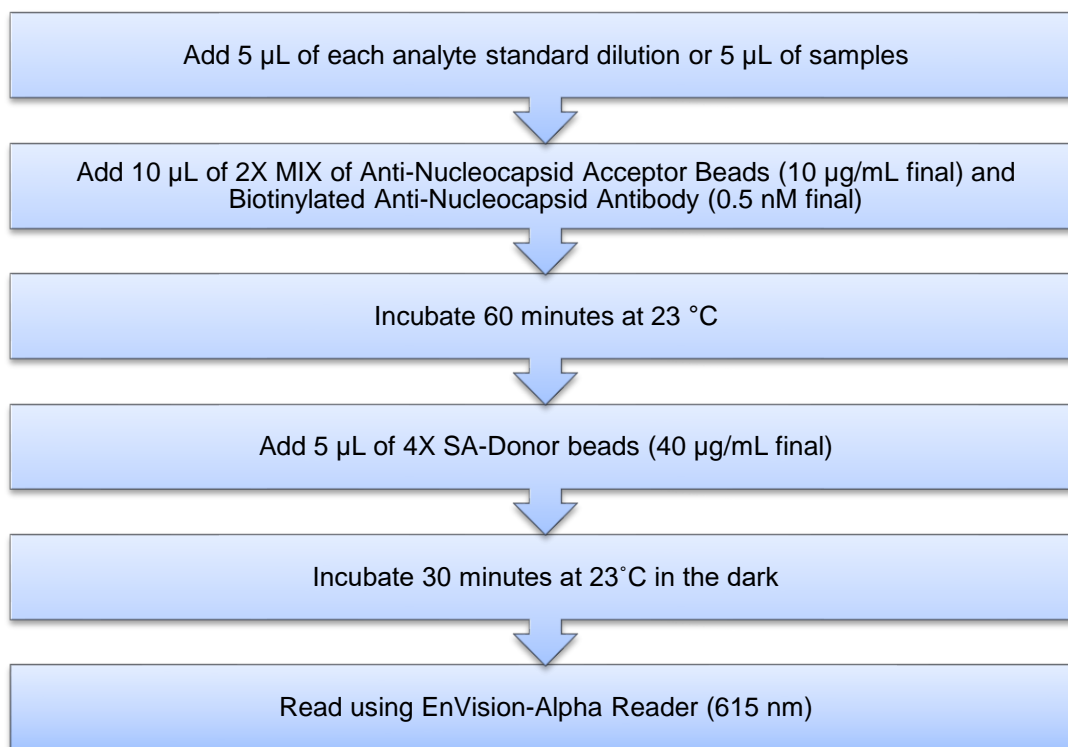 Add 5 µL of each analyte standard dilution or 5 µL of samples
Add 10 µL of 2X MIX of Anti-Nucleocapsid Acceptor Beads (10 µg/mL final) and
Biotinylated Anti-Nucleocapsid Antibody (0.5 nM final)
Incubate 60 minutes at 23 °C
Add 5 µL of 4X SA-Donor beads (40 µg/mL final)
Incubate 30 minutes at 23˚C in the dark
Read using EnVision-Alpha Reader (615 nm)